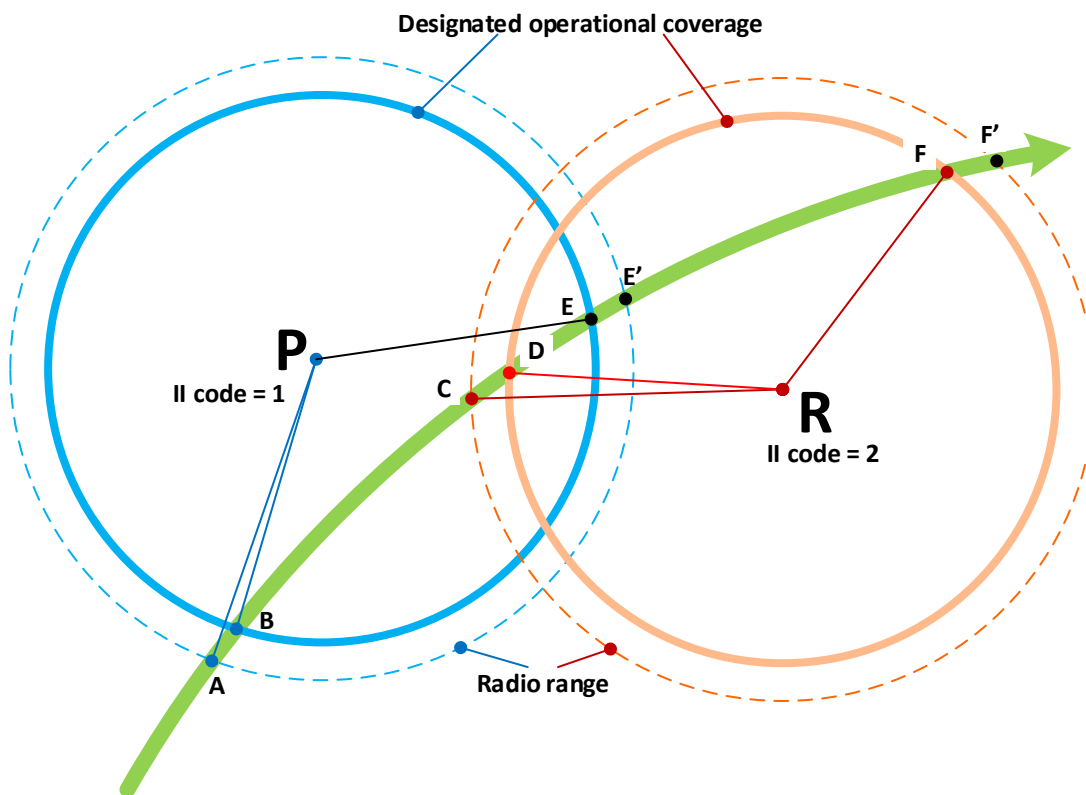 Designated operational coverage
F'
F
E'
E
D
P
C
II code = 1
R
II code = 2
B
A
Radio range